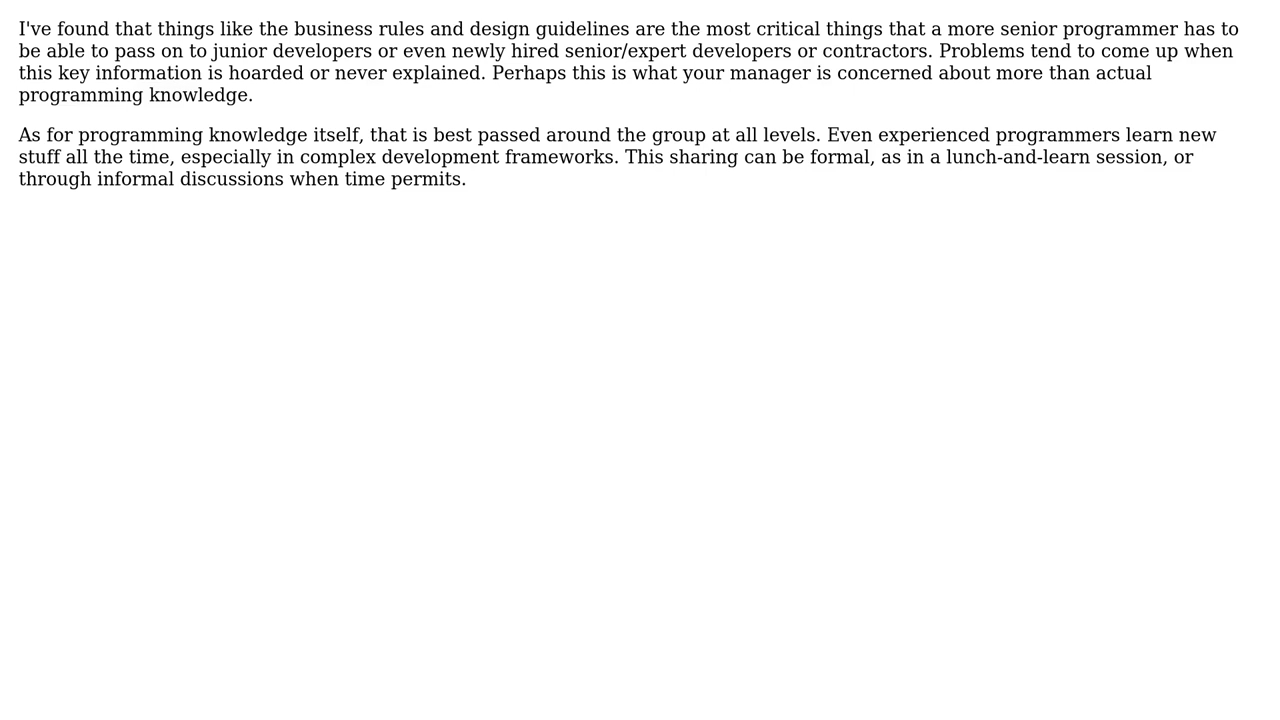 I've found that things like the business rules and design guidelines are the most critical things that a more senior programmer has to
be able to pass on to junior developers or even newly hired senior/expert developers or contractors. Problems tend to come up when
this key information is hoarded or never explained. Perhaps this is what your manager is concerned about more than actual
programming knowledge.
As for programming knowledge itself, that is best passed around the group at all levels. Even experienced programmers learn new
stuff all the time, especially in complex development frameworks. This sharing can be formal, as in a lunch-and-learn session, or
through informal discussions when time permits.